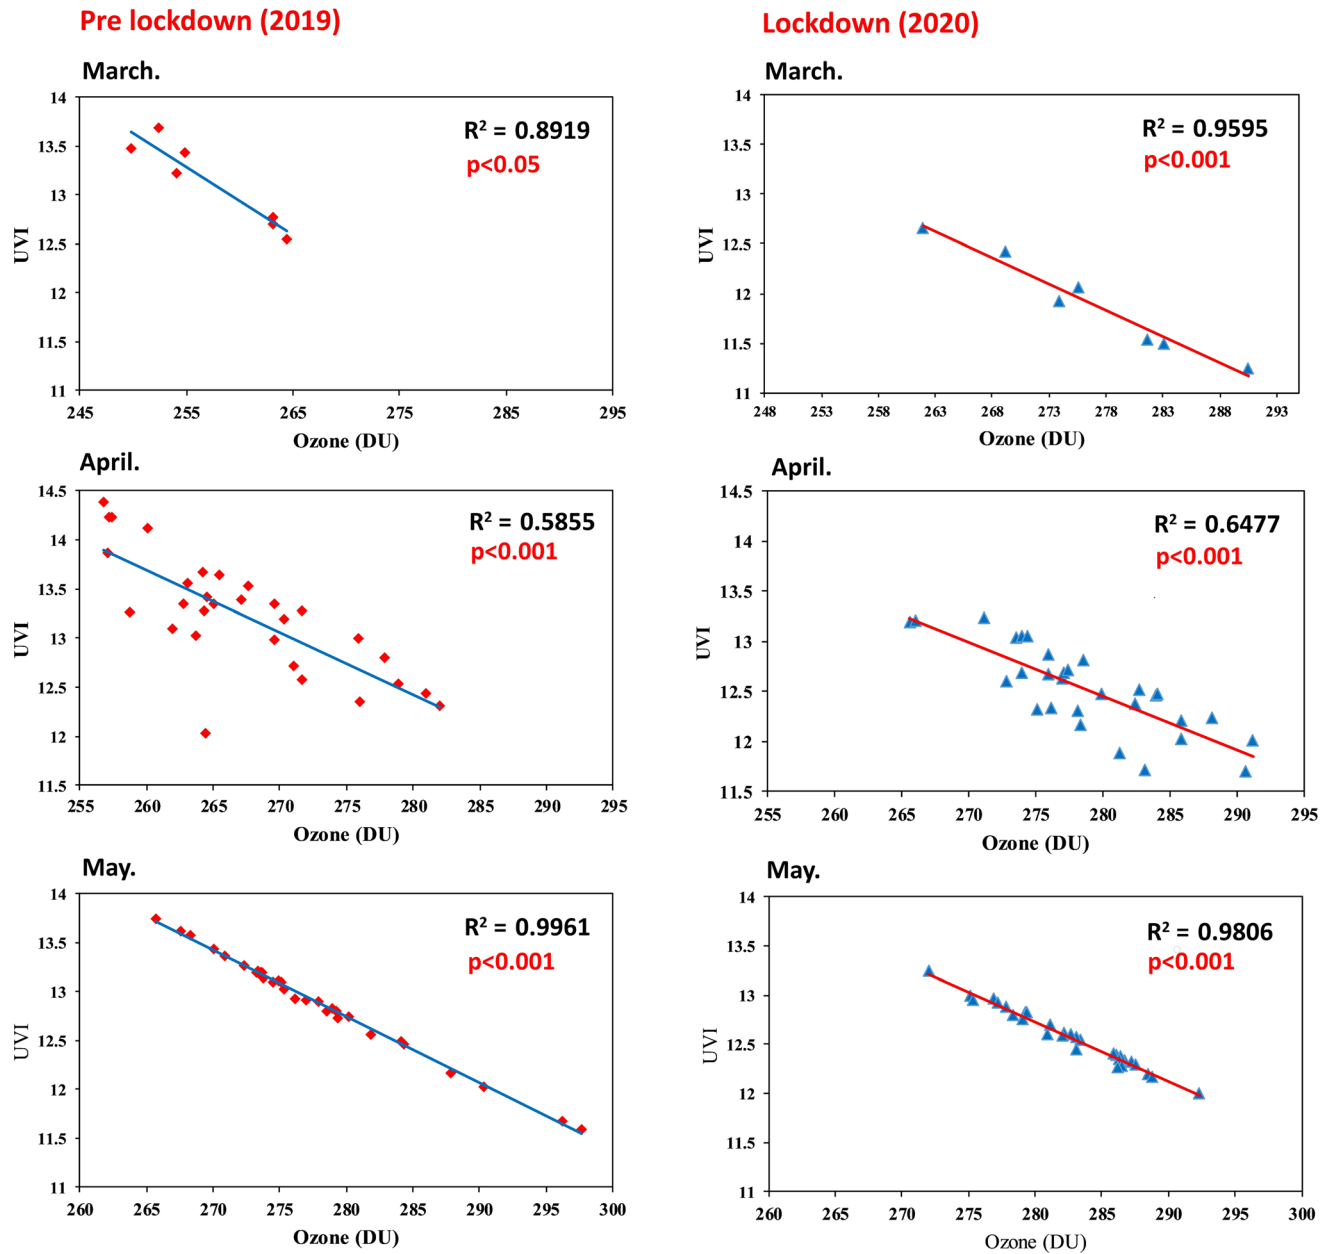 Pre lockdown (2019)
Lockdown (2020)
March.
14
13.5
13
12.5
12
11.5
11
UVI
R² = 0.8919
p<0.05
245 255 265 275 285 295
Ozone (DU)
March.
14
13.5
13
12.5
12
11.5
11
UVI
R² = 0.9595
p<0.001
248 253 258 263 268 273 278 283 288 293
Ozone (DU)
April.
14.5
14
13.5
13
12.5
12
11.5
UVI
R² = 0.5855
p<0.001
255 260 265 270 275 280 285 290 295
Ozone (DU)
April.
14.5
14
13.5
13
12.5
12
11.5
UVI
R² = 0.6477
p<0.001
255 260 265 270 275 280 285 290 295
Ozone (DU)
May.
14
13.5
13
12.5
12
11.5
11
UVI
R² = 0.9961
p<0.001
260 265 270 275 280 285 290 295 300
Ozone (DU)
May.
14
13.5
13
12.5
12
11.5
11
UVI
R² = 0.9806
p<0.001
260 265 270 275 280 285 290 295 300
Ozone (DU)